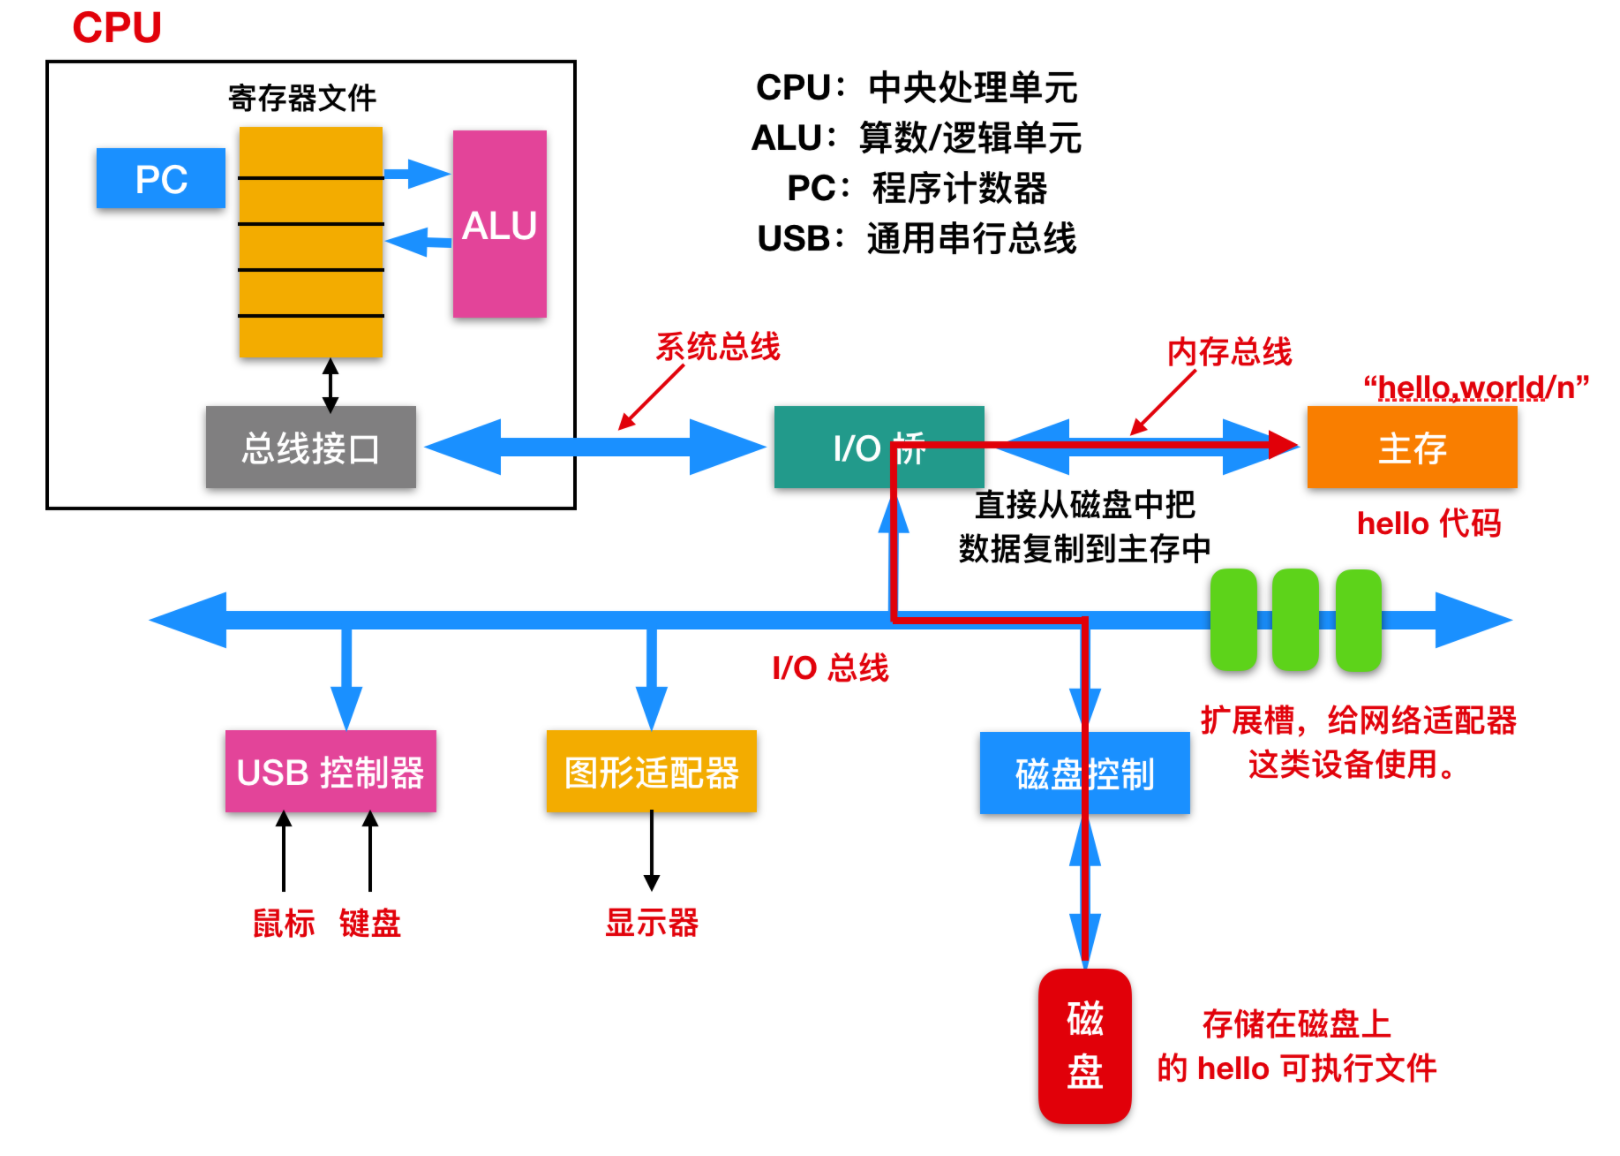 CPU
寄存器文件
PC
ALU
总线接口
CPU：中央处理单元
ALU：算数/逻辑单元
PC：程序计数器
USB：通用串行总线
系统总线
内存总线
“hello,world/n”
I/O 桥
主存
直接从磁盘中把
数据复制到主存中
hello 代码
I/O 总线
扩展槽，给网络适配器
这类设备使用。
USB 控制器
图形适配器
磁盘控制
鼠标
键盘
显示器
磁
盘
存储在磁盘上
的 hello 可执行文件